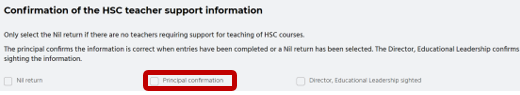 Confirmation of the HSC teacher support information
Only select the Nil return if there are no teachers requiring support for teaching of HSC courses.
The principal confirms the information is correct when entries have been completed or a Nil return has been selected. The Director, Educational Leadership confirms
sighting the information.
Nil return Principal confirmation Director, Educational Leadership sighted